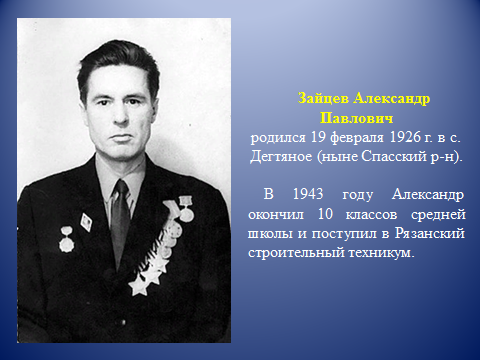 Зайцев Александр
Павлович
родился 19 февраля 1926 г. в с.
Дегтяное (ныне Спасский р-н).
В 1943 году Александр
окончил 10 классов средней
школы и поступил в Рязанский
строительный техникум.